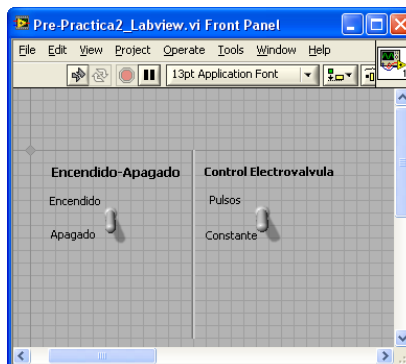 Pre-Practica2_Labview.vi Front Panel
File Edit View Project Operate Tools Window Help
13pt Application Font
Encendido-Apagado
Encendido
Apagado
Control Electrovalvula
Pulsos
Constante